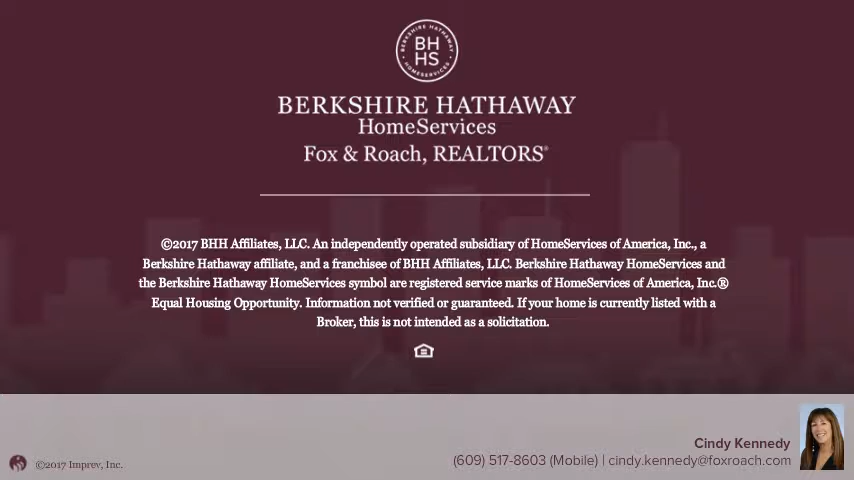 BERKSHIRE HATHAWAY
HOMESERVICES
BH
HS
BERKSHIRE HATHAWAY
HomeServices
Fox & Roach, REALTORS®
©2017 BHH Affiliates, LLC. An independently operated subsidiary of HomeServices of America, Inc., a
Berkshire Hathaway affiliate, and a franchisee of BHH Affiliates, LLC. Berkshire Hathaway HomeServices and
the Berkshire Hathaway HomeServices symbol are registered service marks of HomeServices of America, Inc.®
Equal Housing Opportunity. Information not verified or guaranteed. If your home is currently listed with a
Broker, this is not intended as a solicitation.
Cindy Kennedy
(609) 517-8603 (Mobile) | cindy.kennedy@foxroach.com
©2017 Imprev, Inc.